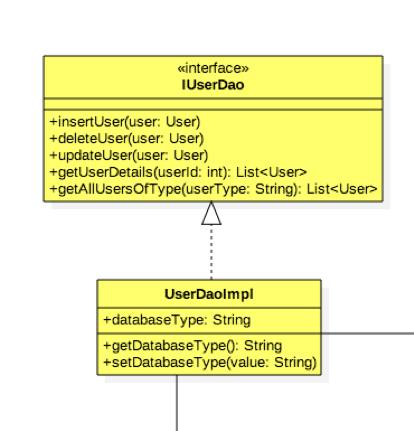 «interface»
IUserDao
+insertUser(user: User)
+deleteUser(user: User)
+updateUser(user: User)
+getUserDetails(userId: int): List<User>
+getAllUsersOfType(userType: String): List<User>
UserDaoImpl
+databaseType: String
+getDatabaseType(): String
+setDatabaseType(value: String)